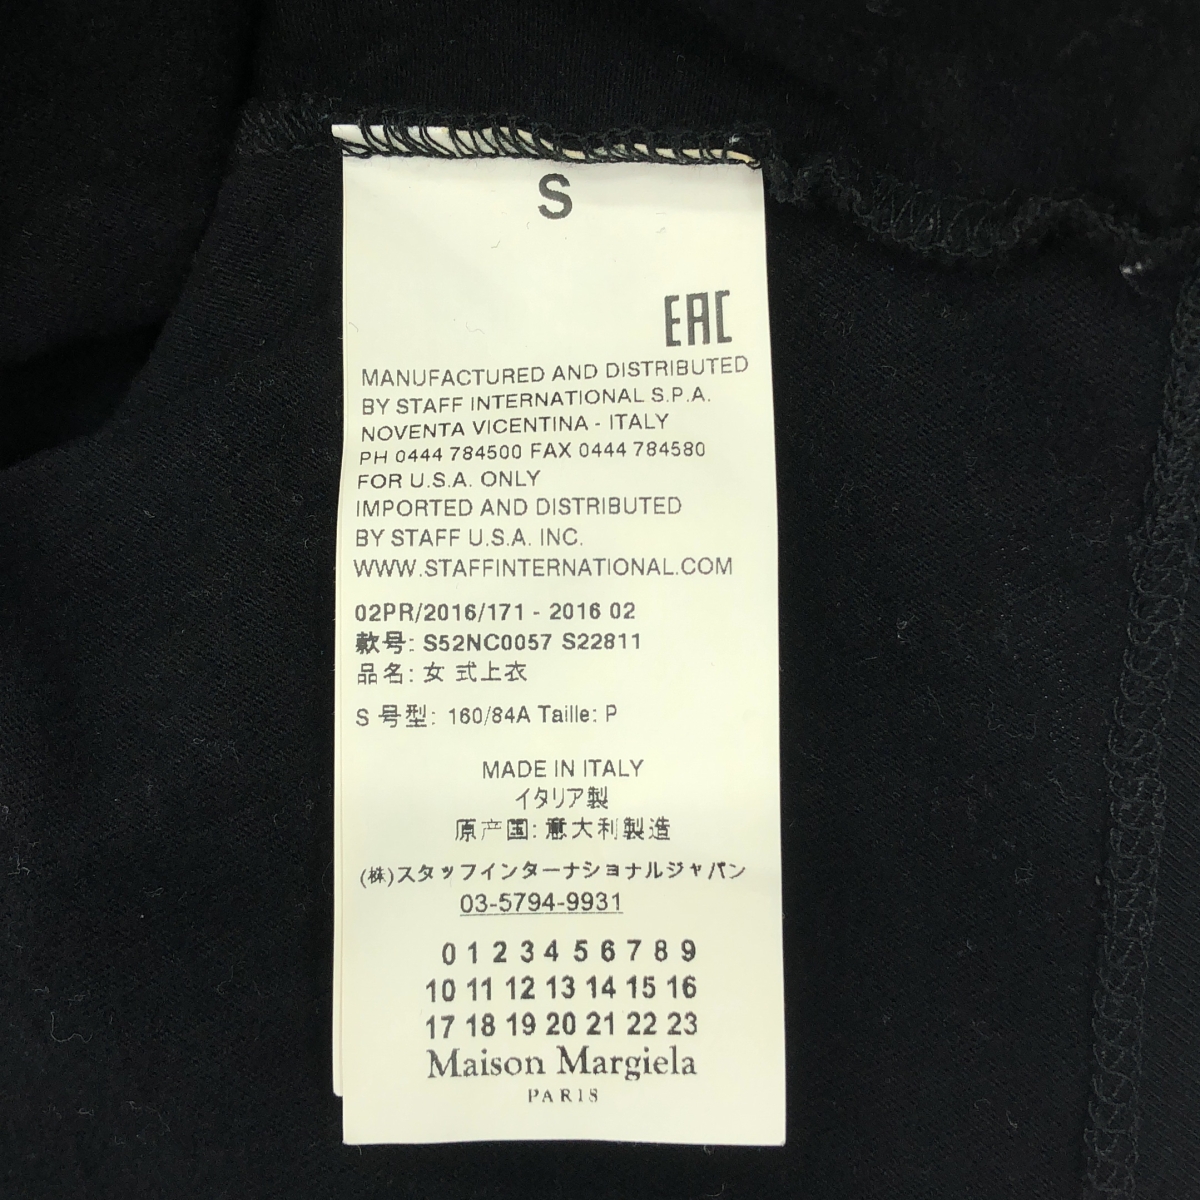 S
EAC
MANUFACTURED AND DISTRIBUTED
BY STAFF INTERNATIONAL S.P.A.
NOVENTA VICENTINA - ITALY
PH 0444 784500 FAX 0444 784580
FOR U.S.A. ONLY
IMPORTED AND DISTRIBUTED
BY STAFF U.S.A. INC.
WWW.STAFFINTERNATIONAL.COM
02PR/2016/171 - 2016 02
款号: S52NC0057 S22811
品名: 女 式上衣
S 号型: 160/84A Taille: P
MADE IN ITALY
イタリア製
原产国: 意大利製造
(株)スタッフインターナショナルジャパン
03-5794-9931
0 1 2 3 4 5 6 7 8 9
10 11 12 13 14 15 16
17 18 19 20 21 22 23
Maison Margiela
PARIS